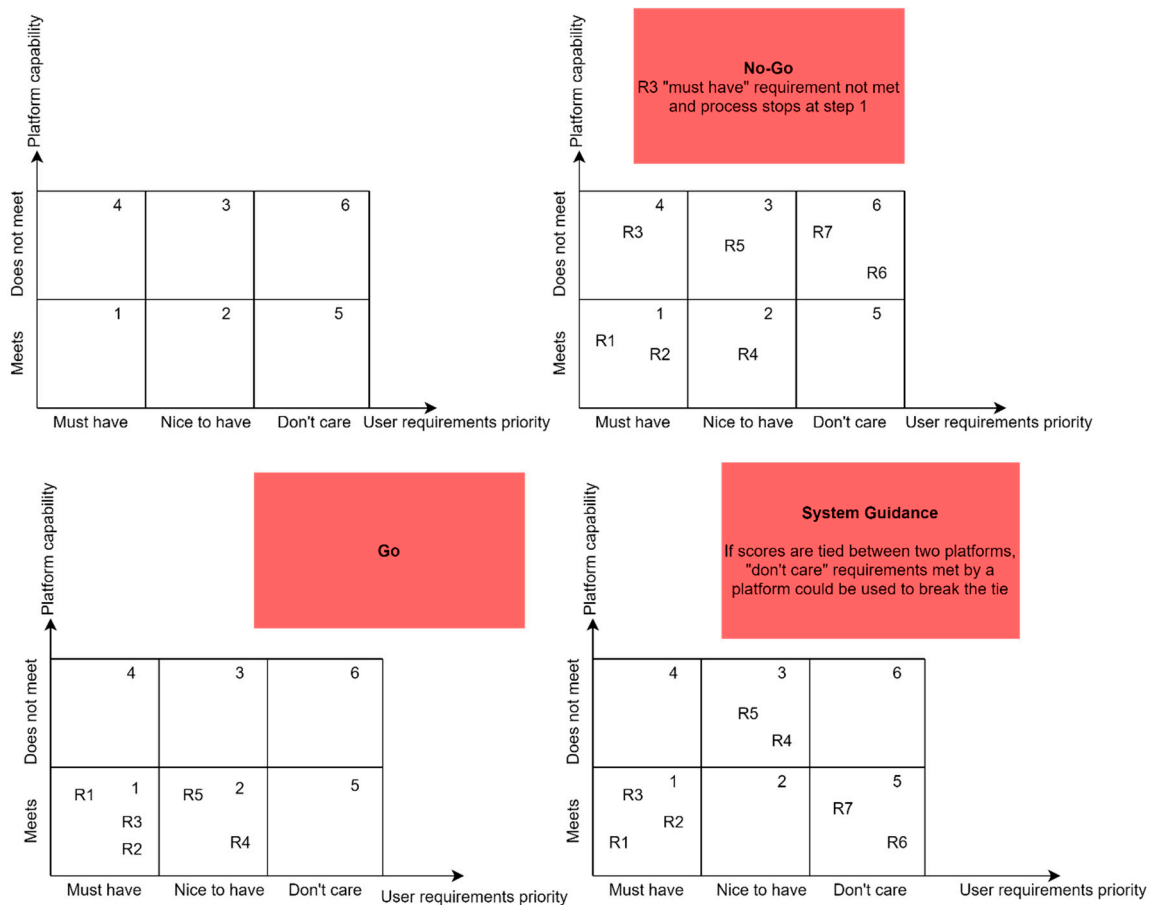 Platform capability
Does not meet
Meets
4
3
6
1
2
5
Must have
Nice to have
Don't care
User requirements priority
No-Go
R3 "must have" requirement not met
and process stops at step 1
Platform capability
Does not meet
Meets
4
3
6
R3
R5
R7
R6
1
2
5
R1
R2
R4
Must have
Nice to have
Don't care
User requirements priority
Go
Platform capability
Does not meet
Meets
4
3
6
R1
1
R5
2
5
R3
R2
R4
Must have
Nice to have
Don't care
User requirements priority
System Guidance
If scores are tied between two platforms,
"don't care" requirements met by a
platform could be used to break the tie
Platform capability
Does not meet
Meets
4
3
6
R5
R4
1
2
5
R3
R2
R1
R7
R6
Must have
Nice to have
Don't care
User requirements priority